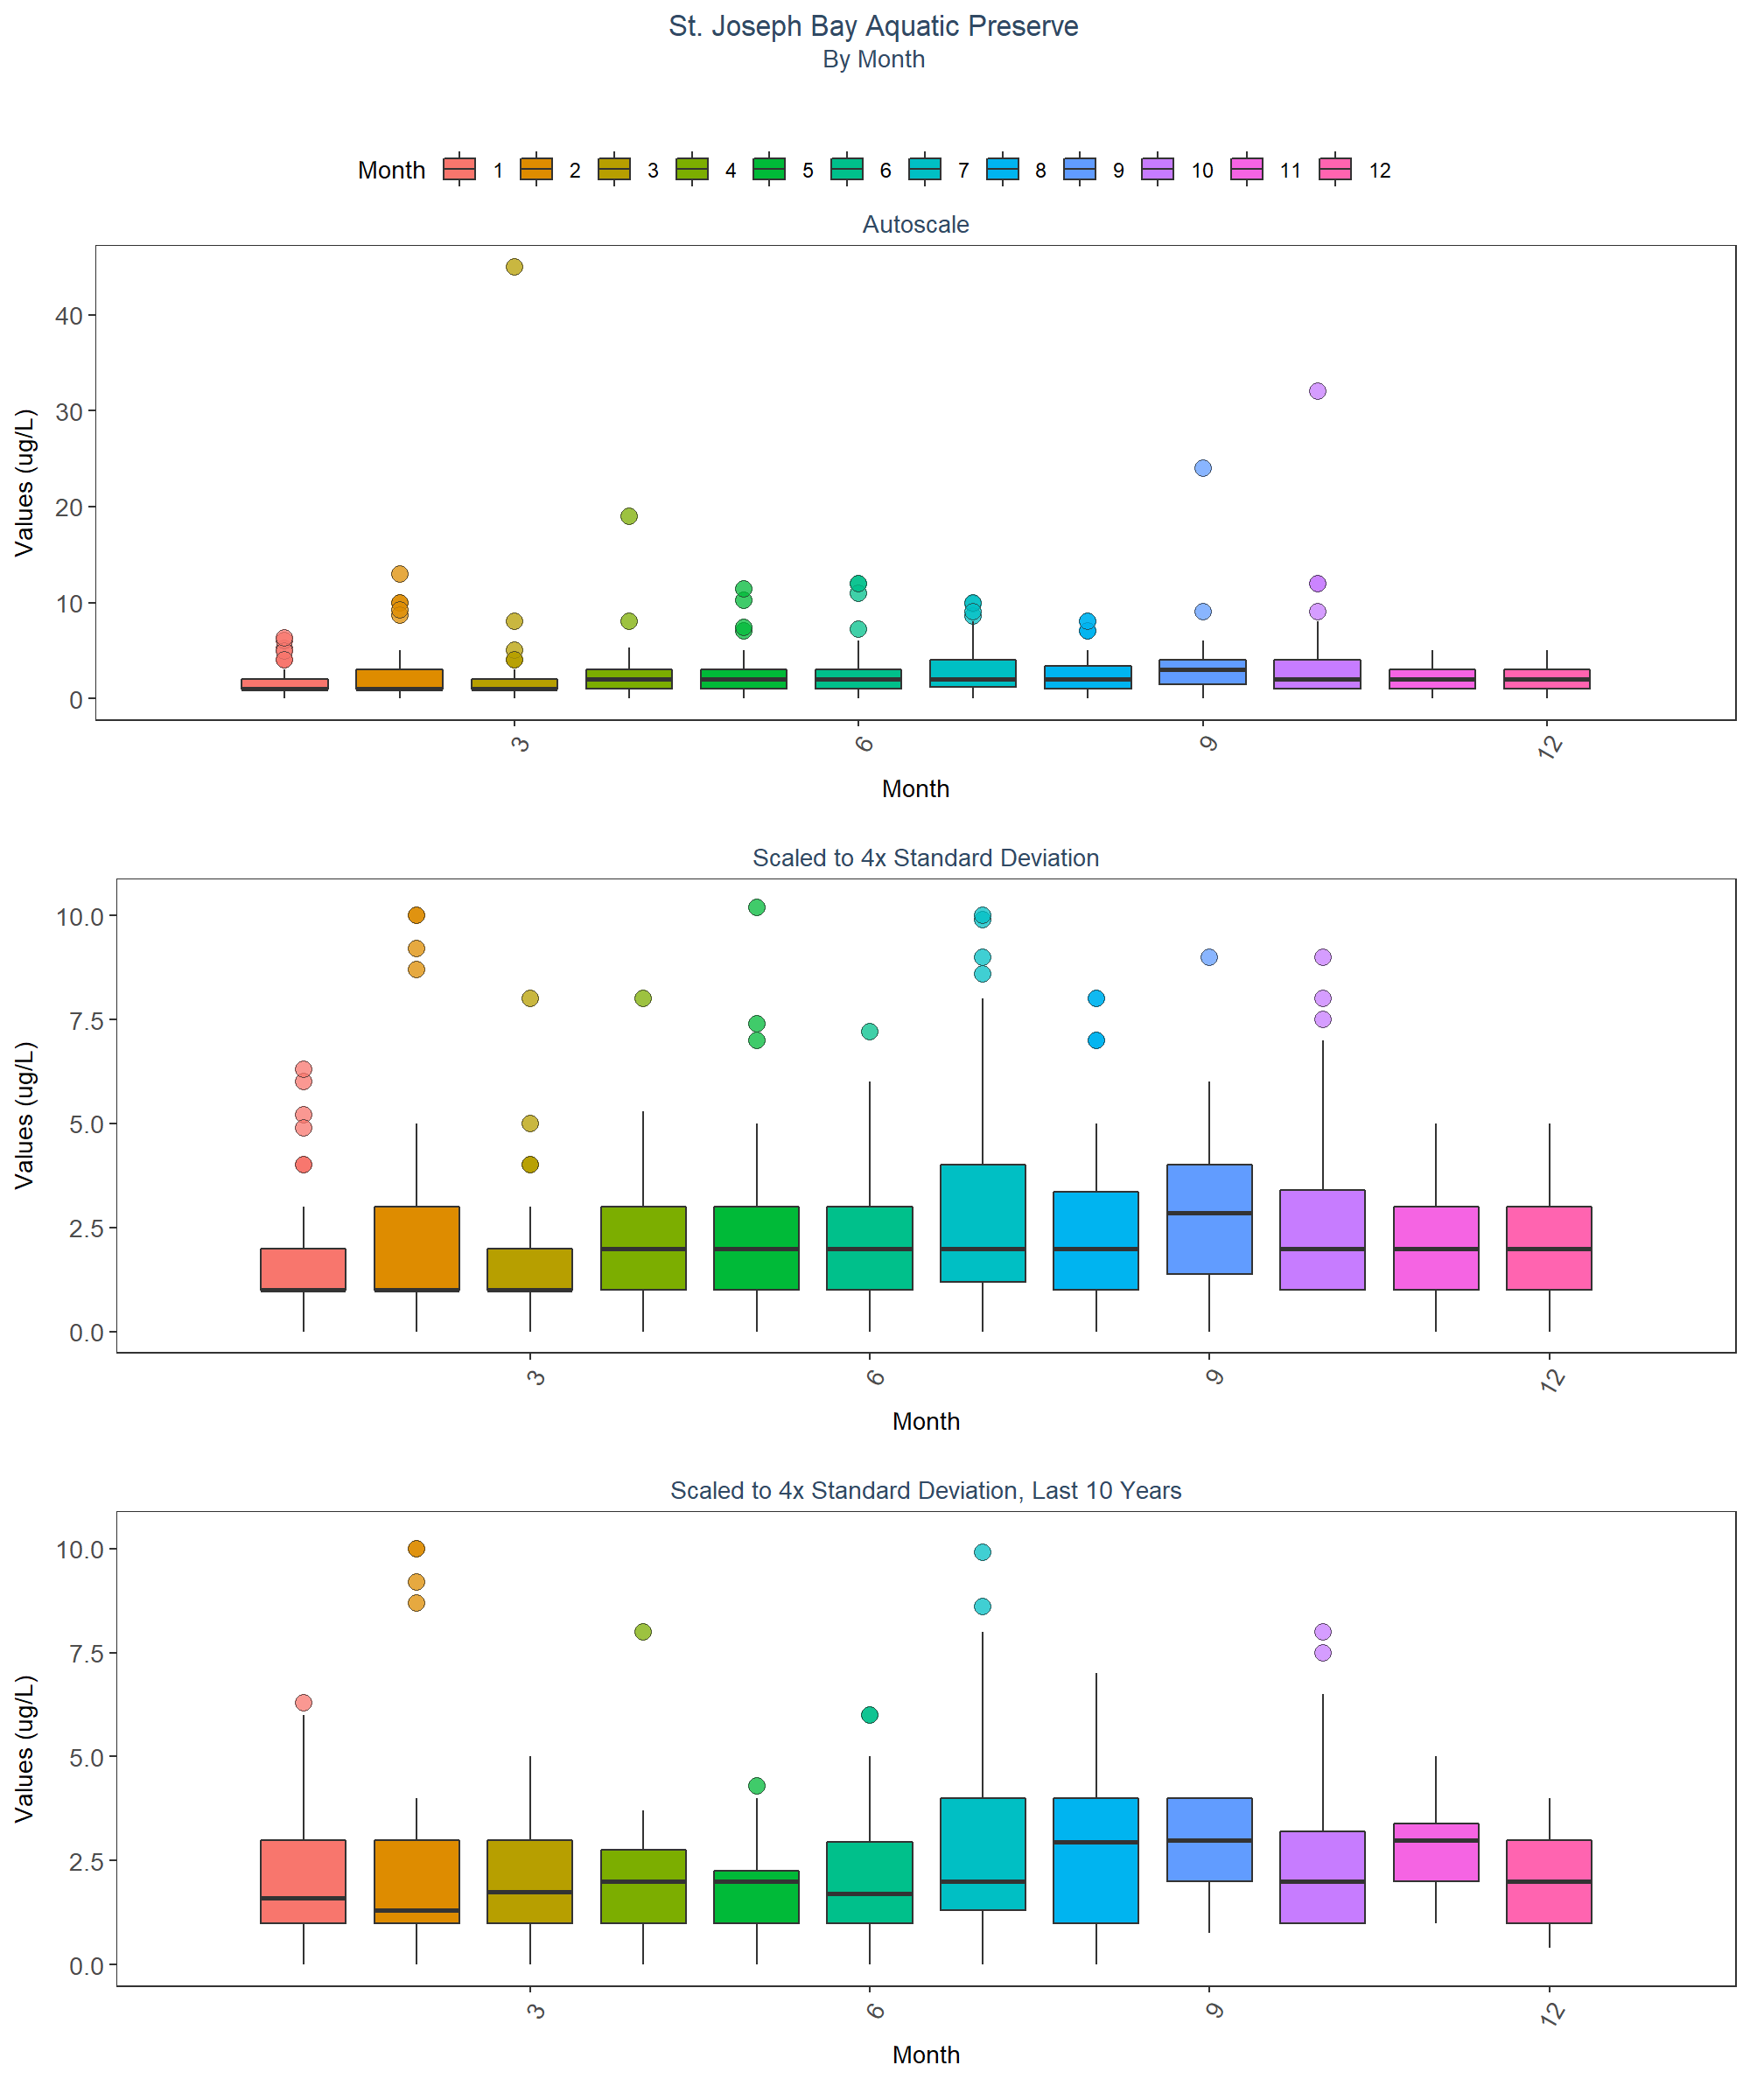 St. Joseph Bay Aquatic Preserve
By Month
Month 1 2 3 4 5 6 7 8 9 10 11 12
Autoscale
Values (ug/L)
40
30
20
10
0
3 6 9 12
Month
Scaled to 4x Standard Deviation
Values (ug/L)
10.0
7.5
5.0
2.5
0.0
3 6 9 12
Month
Scaled to 4x Standard Deviation, Last 10 Years
Values (ug/L)
10.0
7.5
5.0
2.5
0.0
3 6 9 12
Month